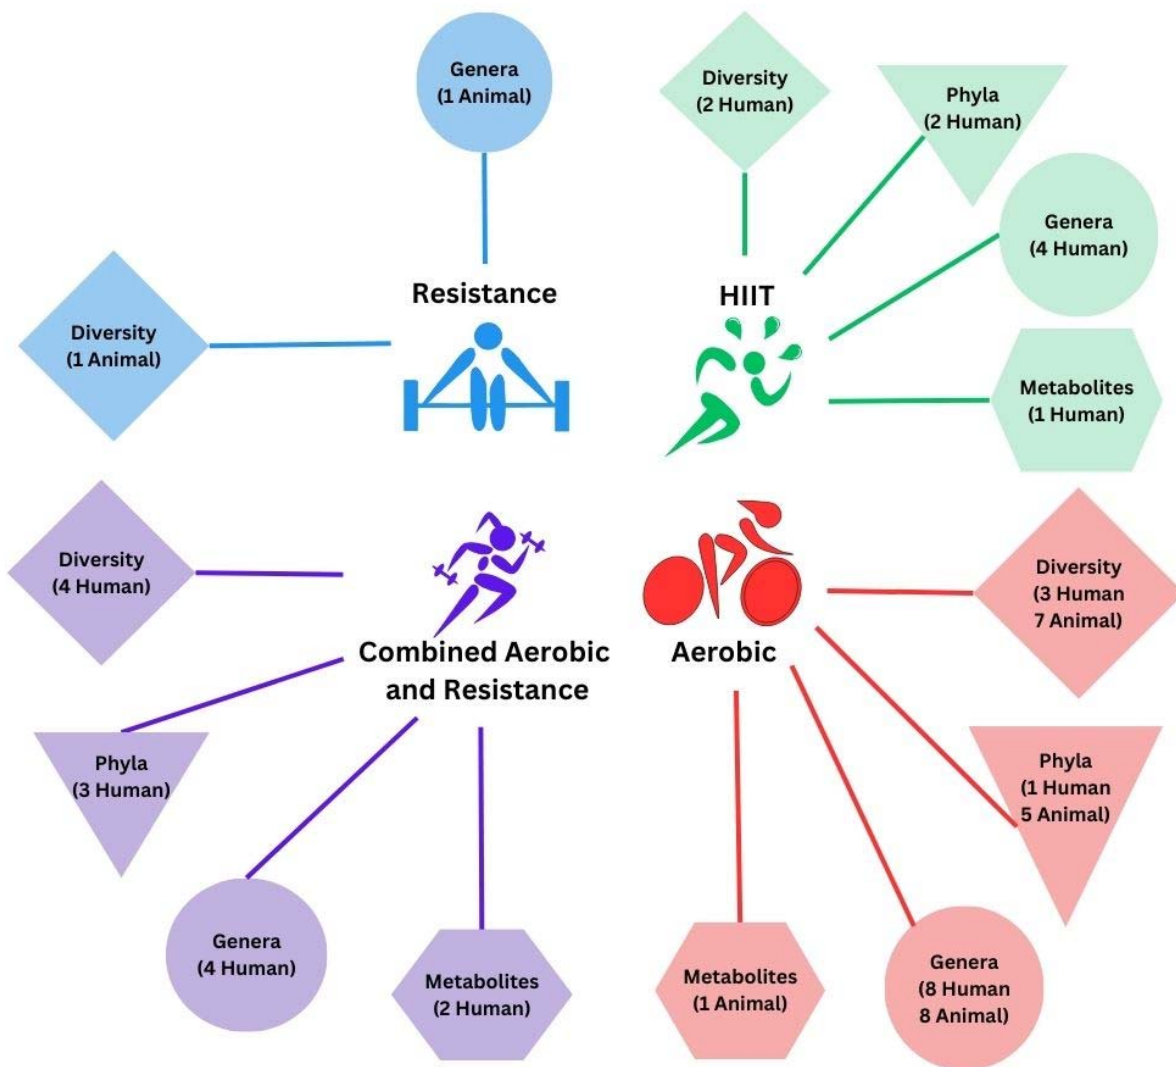 Genera
(1 Animal)
Diversity
(1 Animal)
Resistance
Diversity
(2 Human)
Phyla
(2 Human)
Genera
(4 Human)
HIIT
Metabolites
(1 Human)
Diversity
(4 Human)
Combined Aerobic
and Resistance
Phyla
(3 Human)
Genera
(4 Human)
Metabolites
(2 Human)
Aerobic
Diversity
(3 Human
7 Animal)
Phyla
(1 Human
5 Animal)
Genera
(8 Human
8 Animal)
Metabolites
(1 Animal)